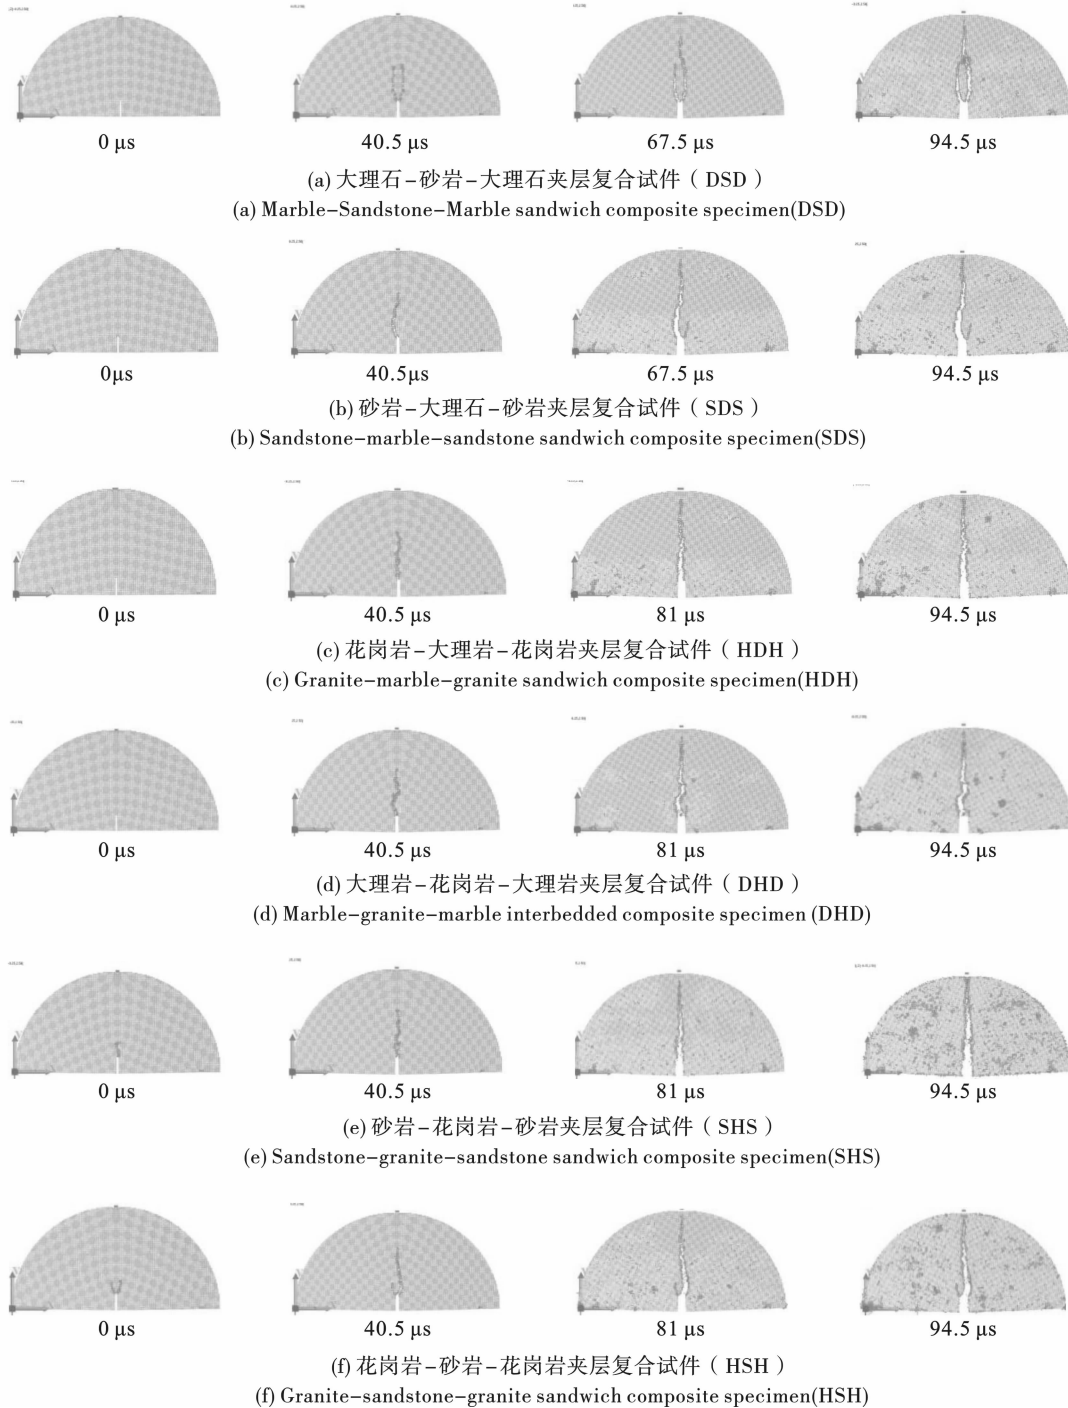 0 μs 40.5 μs 67.5 μs 94.5 μs
(a) 大理石-砂岩-大理石夹层复合试件（DSD）
(a) Marble-Sandstone-Marble sandwich composite specimen(DSD)
0μs 40.5μs 67.5 μs 94.5 μs
(b) 砂岩-大理石-砂岩夹层复合试件（SDS）
(b) Sandstone-marble-sandstone sandwich composite specimen(SDS)
0 μs 40.5 μs 81 μs 94.5 μs
(c) 花岗岩-大理岩-花岗岩夹层复合试件（HDH）
(c) Granite-marble-granite sandwich composite specimen(HDH)
0 μs 40.5 μs 81 μs 94.5 μs
(d) 大理岩-花岗岩-大理岩夹层复合试件（DHD）
(d) Marble-granite-marble interbedded composite specimen (DHD)
0 μs 40.5 μs 81 μs 94.5 μs
(e) 砂岩-花岗岩-砂岩夹层复合试件（SHS）
(e) Sandstone-granite-sandstone sandwich composite specimen(SHS)
0 μs 40.5 μs 81 μs 94.5 μs
(f) 花岗岩-砂岩-花岗岩夹层复合试件（HSH）
(f) Granite-sandstone-granite sandwich composite specimen(HSH)